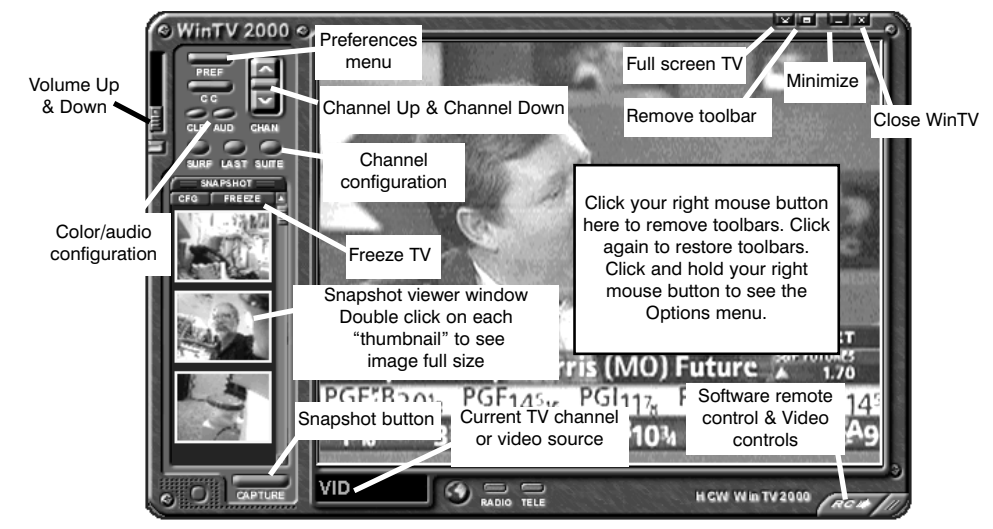 WinTV 2000
PREF
C C
CLR AUD CHAN
SURF LAST SUITE
SNAPSHOT
CFG FREEZE
CAPTURE
Volume Up
& Down
Preferences
menu
Channel Up & Channel Down
Channel
configuration
Color/audio
configuration
Freeze TV
Snapshot viewer window
Double click on each
“thumbnail” to see
image full size
Snapshot button
Current TV channel
or video source
Full screen TV
Remove toolbar
Minimize
Close WinTV
Click your right mouse button
here to remove toolbars. Click
again to restore toolbars.
Click and hold your right
mouse button to see the
Options menu.
Software remote
control & Video
controls
(MO) Future
1.70
VID
RADIO TELE
HCW WinTV2000